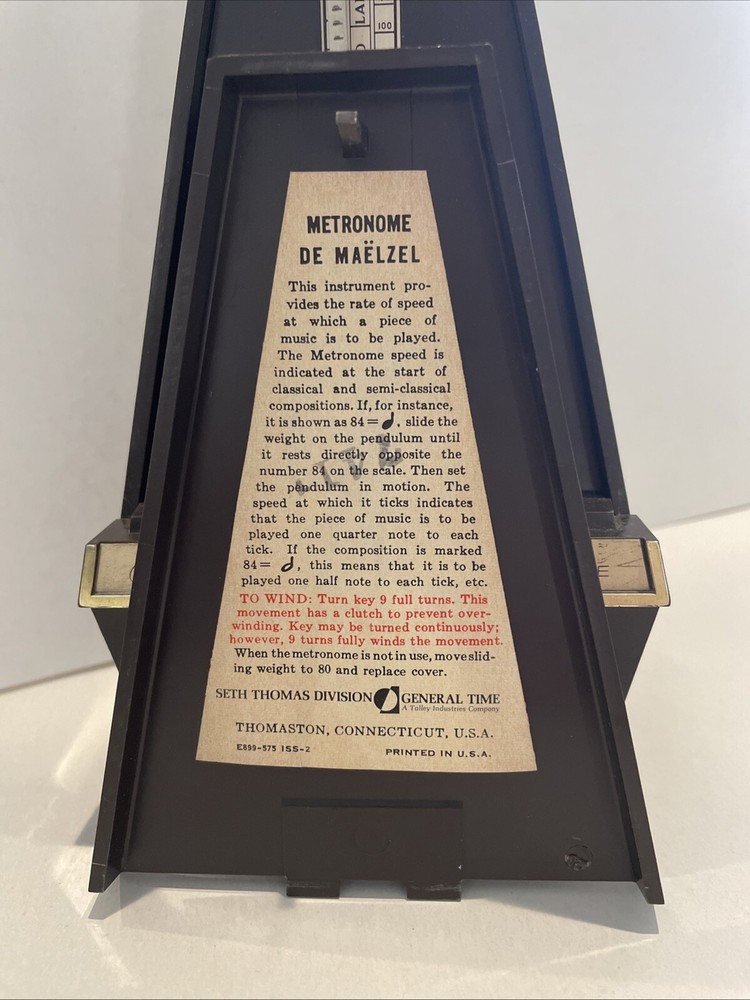 LA
100
METRONOME
DE MAËLZEL
This instrument pro-
vides the rate of speed
at which a piece of
music is to be played.
The Metronome speed is
indicated at the start of
classical and semi-classical
compositions. If, for instance,
it is shown as 84 = ♩, slide the
weight on the pendulum until
it rests directly opposite the
number 84 on the scale. Then set
the pendulum in motion. The
speed at which it ticks indicates
that the piece of music is to be
played one quarter note to each
tick. If the composition is marked
84= 𝅗𝅥, this means that it is to be
played one half note to each tick, etc.
TO WIND: Turn key 9 full turns. This
movement has a clutch to prevent over-
winding. Key may be turned continuously;
however, 9 turns fully winds the movement.
When the metronome is not in use, move slid-
ing weight to 80 and replace cover.
SETH THOMAS DIVISION GENERAL TIME
A Talley Industries Company
THOMASTON, CONNECTICUT, U.S.A.
E899-575 ISS-2 PRINTED IN U.S.A.